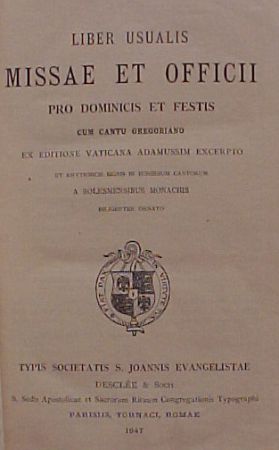 LIBER USUALIS
MISSAE ET OFFICII
PRO DOMINICIS ET FESTIS
CUM CANTU GREGORIANO
EX EDITIONE VATICANA ADAMUSSIM EXCERPTO
ET RHYTHMICIS SIGNIS IN SUBSIDIUM CANTORUM
A SOLESMENSIBUS MONACHIS
DILIGENTER ORNATO
TYPIS SOCIETATIS S. JOANNIS EVANGELISTAE
DESCLÉE & Socii
S. Sedis Apostolicae et Sacrorum Rituum Congregationis Typographi
PARISIIS, TORNACI, ROMAE
1947